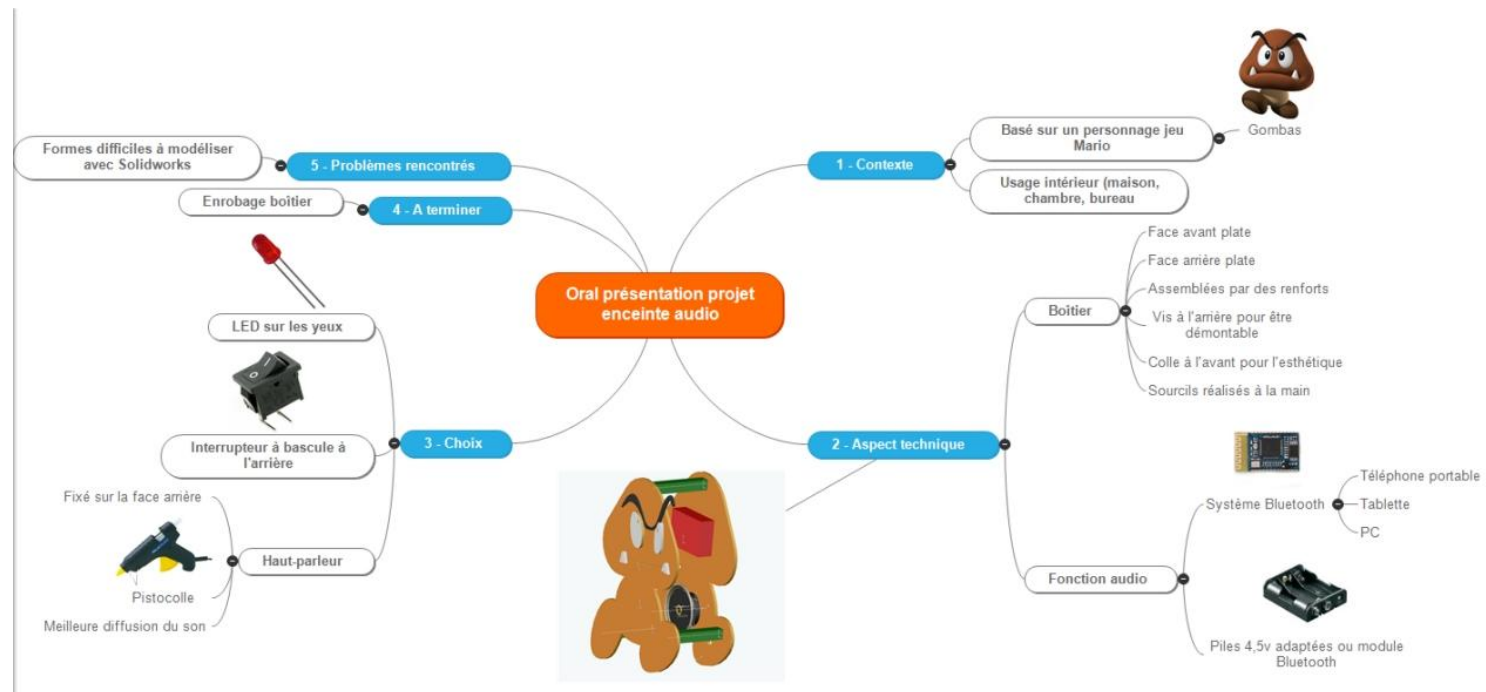 Oral présentation projet
enceinte audio
1 - Contexte
Basé sur un personnage jeu
Mario
Gombas
Usage intérieur (maison,
chambre, bureau
2 - Aspect technique
Boîtier
Face avant plate
Face arrière plate
Assemblées par des renforts
Vis à l'arrière pour être
démontable
Colle à l'avant pour l'esthétique
Sourcils réalisés à la main
Fonction audio
Système Bluetooth
Téléphone portable
Tablette
PC
Piles 4,5v adaptées ou module
Bluetooth
3 - Choix
LED sur les yeux
Interrupteur à bascule à
l'arrière
Haut-parleur
Fixé sur la face arrière
Pistocolle
Meilleure diffusion du son
4 - A terminer
Enrobage boîtier
5 - Problèmes rencontrés
Formes difficiles à modéliser
avec Solidworks